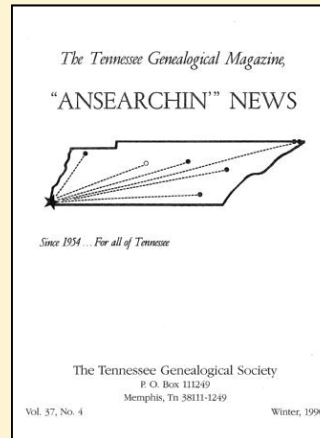 The Tennessee Genealogical Magazine,
"ANSEARCHIN'" NEWS
Since 1954 ... For all of Tennessee
The Tennessee Genealogical Society
P. O. Box 111249
Memphis, Tn 38111-1249
Vol. 37, No. 4 Winter, 1990